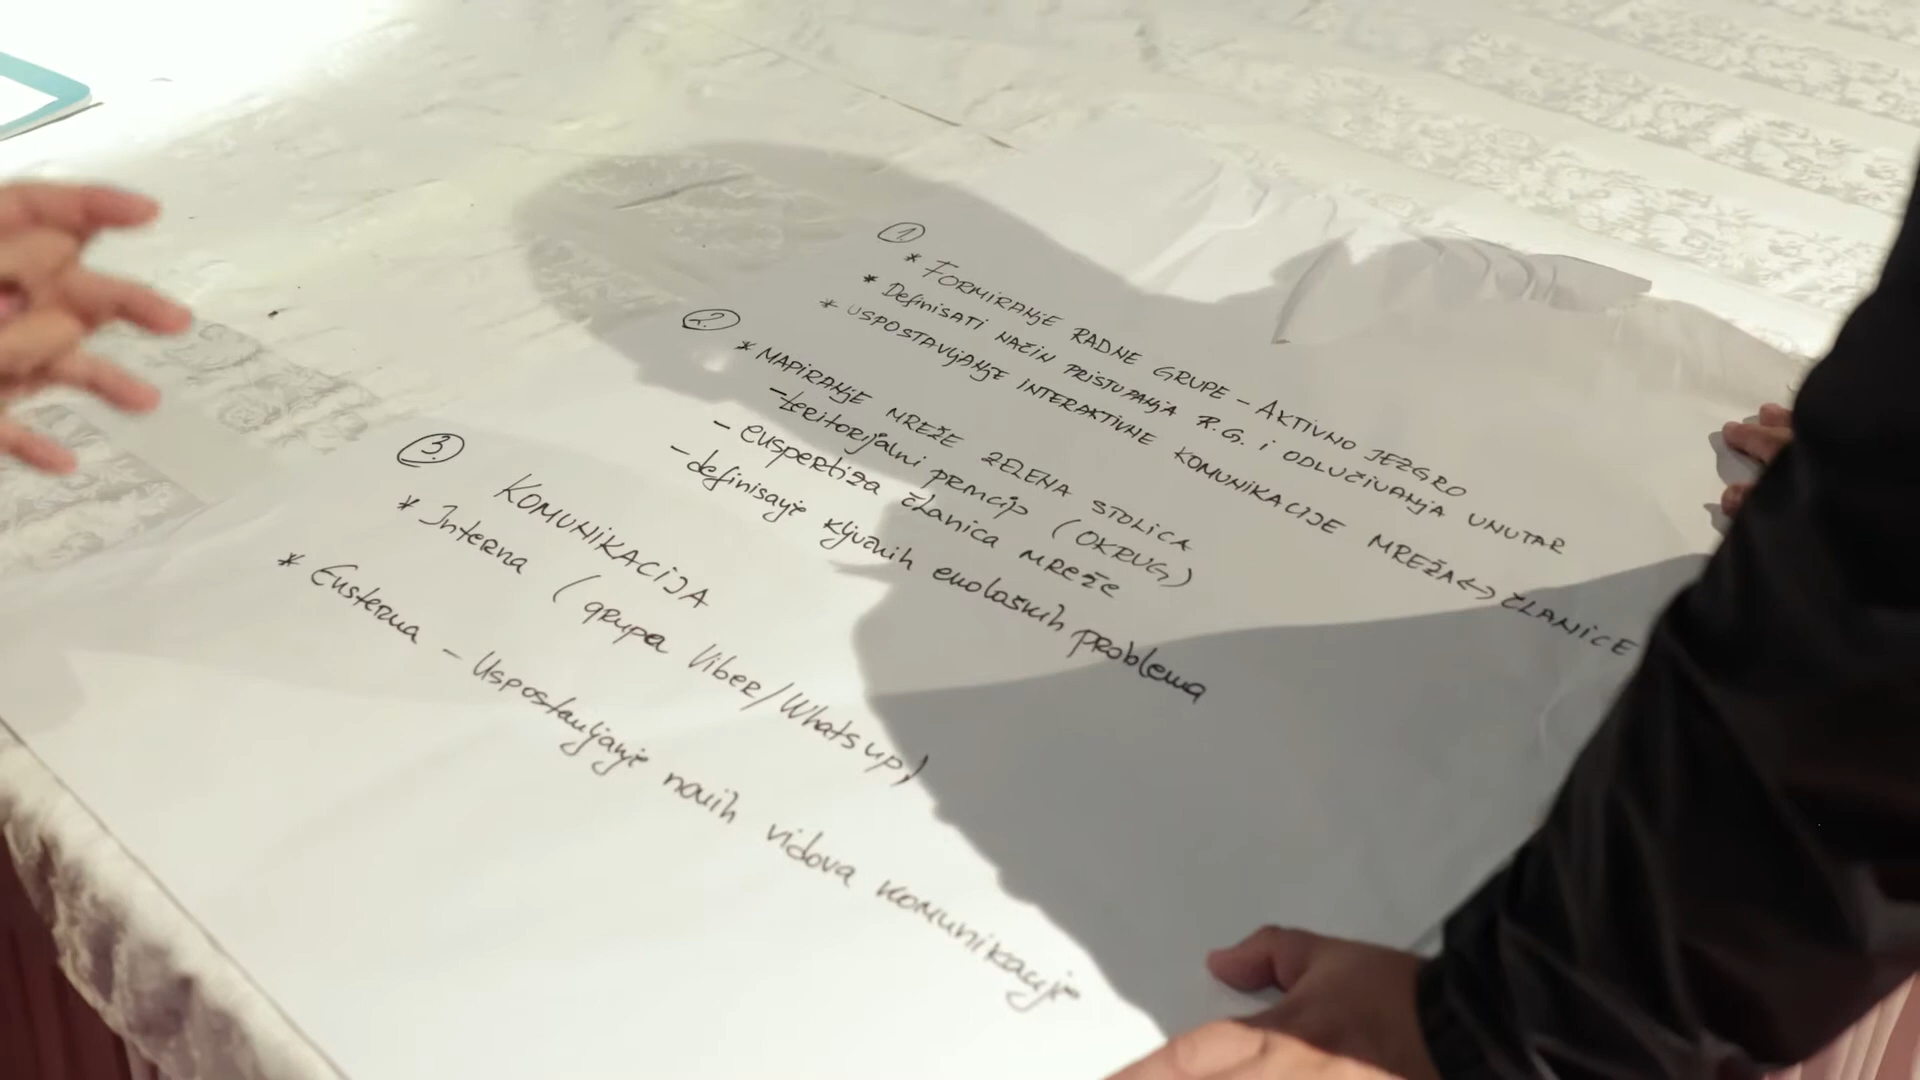 1.
* FORMIRANJE RADNE GRUPE – AKTIVNO JEZGRO
* Definisati način pristupanja R.G. i odlučivanja unutar
* Uspostavljanje interaktivne komunikacije mreža <-> članice
2.
* MAPIRANJE MREŽE ZELENA STOLICA
– teritorijalni princip (OKRUG)
– ekspertiza članica mreže
– definisanje ključnih ekoloških problema
3. KOMUNIKACIJA
* Interna (grupa Viber/Whats up)
* Eksterna – Uspostavljanje novih vidova komunikacije